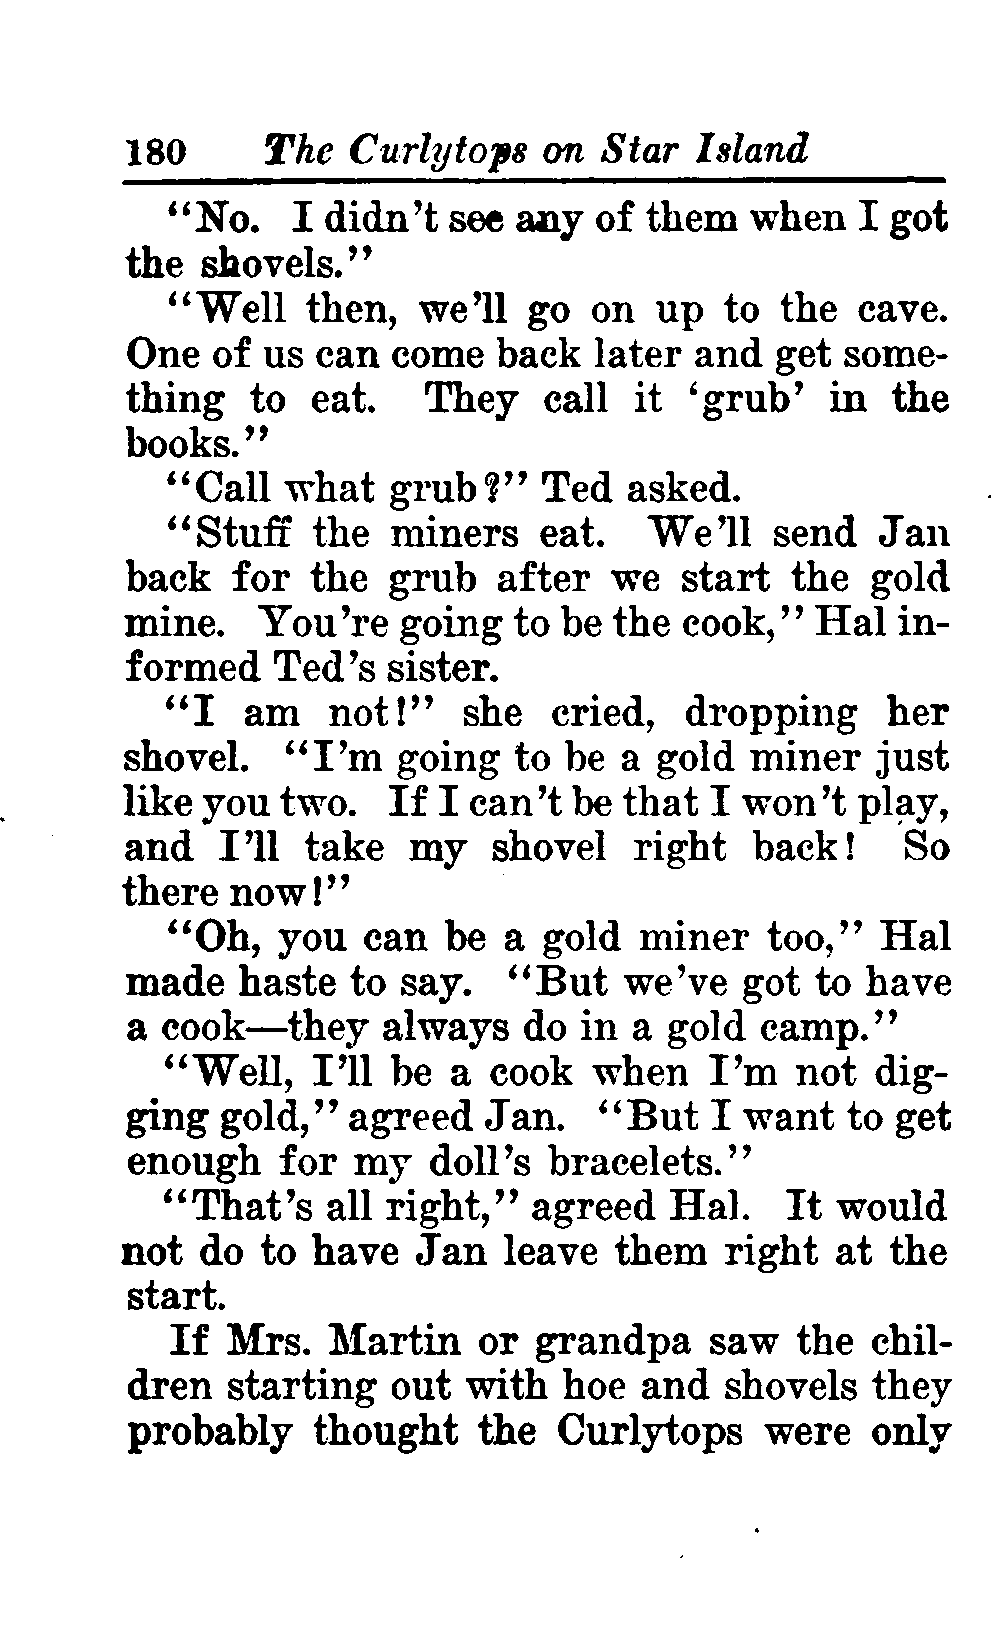 180 The Curlytops on Star Island
"No. I didn't see any of them when I got
the shovels."
"Well then, we'll go on up to the cave.
One of us can come back later and get some-
thing to eat. They call it 'grub' in the
books."
"Call what grub?" Ted asked.
"Stuff the miners eat. We'll send Jan
back for the grub after we start the gold
mine. You're going to be the cook," Hal in-
formed Ted's sister.
"I am not!" she cried, dropping her
shovel. "I'm going to be a gold miner just
like you two. If I can't be that I won't play,
and I'll take my shovel right back! So
there now!"
"Oh, you can be a gold miner too," Hal
made haste to say. "But we've got to have
a cook—they always do in a gold camp."
"Well, I'll be a cook when I'm not dig-
ging gold," agreed Jan. "But I want to get
enough for my doll's bracelets."
"That's all right," agreed Hal. It would
not do to have Jan leave them right at the
start.
If Mrs. Martin or grandpa saw the chil-
dren starting out with hoe and shovels they
probably thought the Curlytops were only